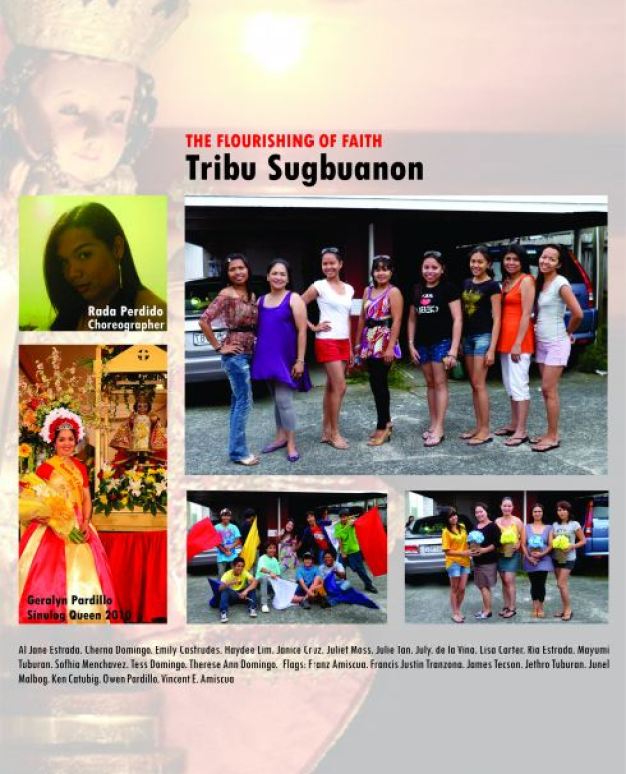 THE FLOURISHING OF FAITH
Tribu Sugbuanon
Rada Perdido
Choreographer
Geralyn Pardillo
Sinulog Queen 2010
Al Jane Estrada. Cherna Domingo. Emily Castrudes. Haydee Lim. Janice Cruz. Juliet Moss. Julie Tan. July. de la Vina. Lisa Carter. Ria Estrada. Mayumi
Tuburan. Sofhia Menchavez. Tess Domingo. Therese Ann Domingo. Flags: Franz Amiscua. Francis Justin Tranzona. James Tecson. Jethro Tuburan. Junel
Malbog. Ken Catubig. Owen Pardillo. Vincent E. Amiscua